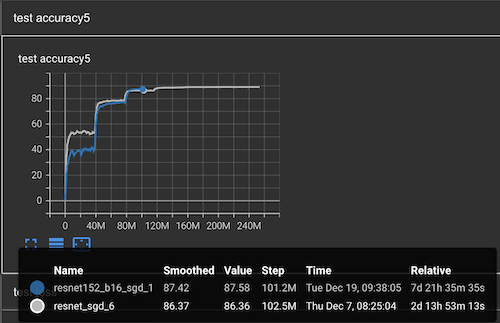 test accuracy5
test accuracy5
80
60
40
20
0
0 40M 80M 120M 160M 200M 240M
Name Smoothed Value Step Time Relative
resnet152_b16_sgd_1 87.42 87.58 101.2M Tue Dec 19, 09:38:05 7d 21h 35m 35s
resnet_sgd_6 86.37 86.36 102.5M Thu Dec 7, 08:25:04 2d 13h 53m 13s